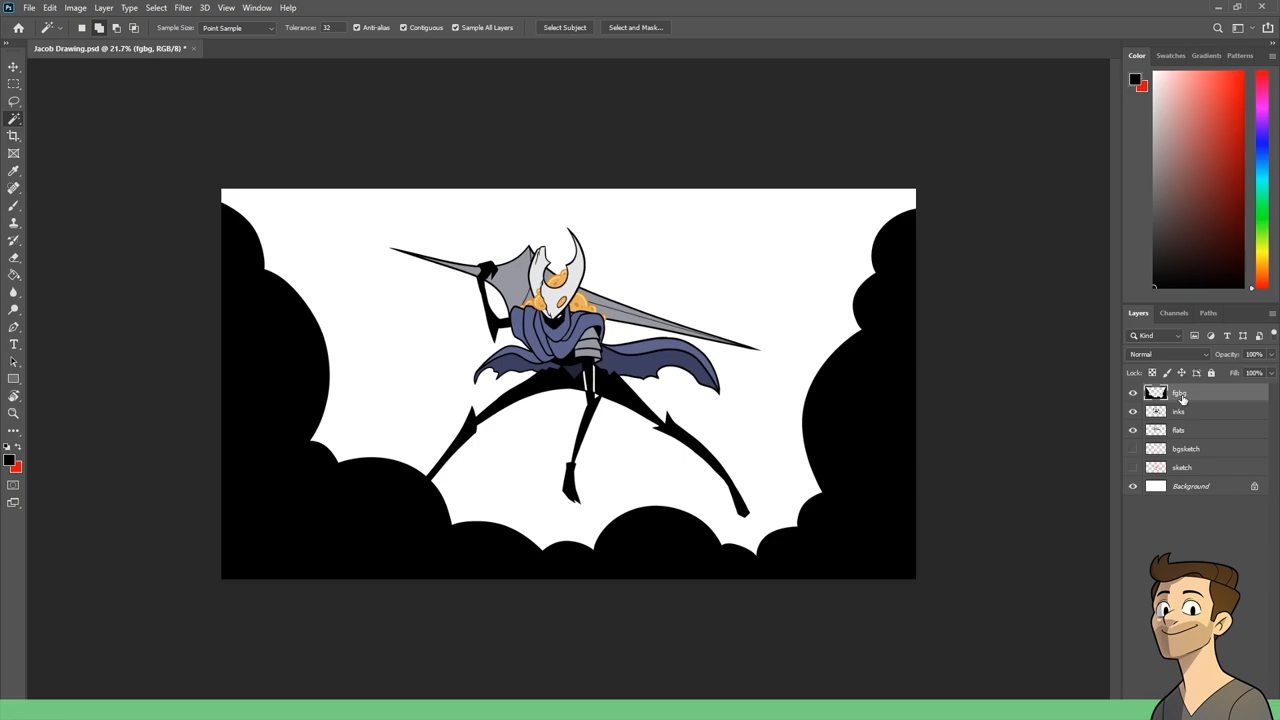 Ps File Edit Image Layer Type Select Filter 3D View Window Help
Sample Size: Point Sample Tolerance: 32 Anti-alias Contiguous Sample All Layers Select Subject Select and Mask...
Jacob Drawing.psd @ 21.7% (fgbg, RGB/8) * ×
Color Swatches Gradients Patterns
Layers Channels Paths
Kind
Normal Opacity: 100%
Lock: Fill: 100%
fgbg
inks
flats
bgsketch
sketch
Background